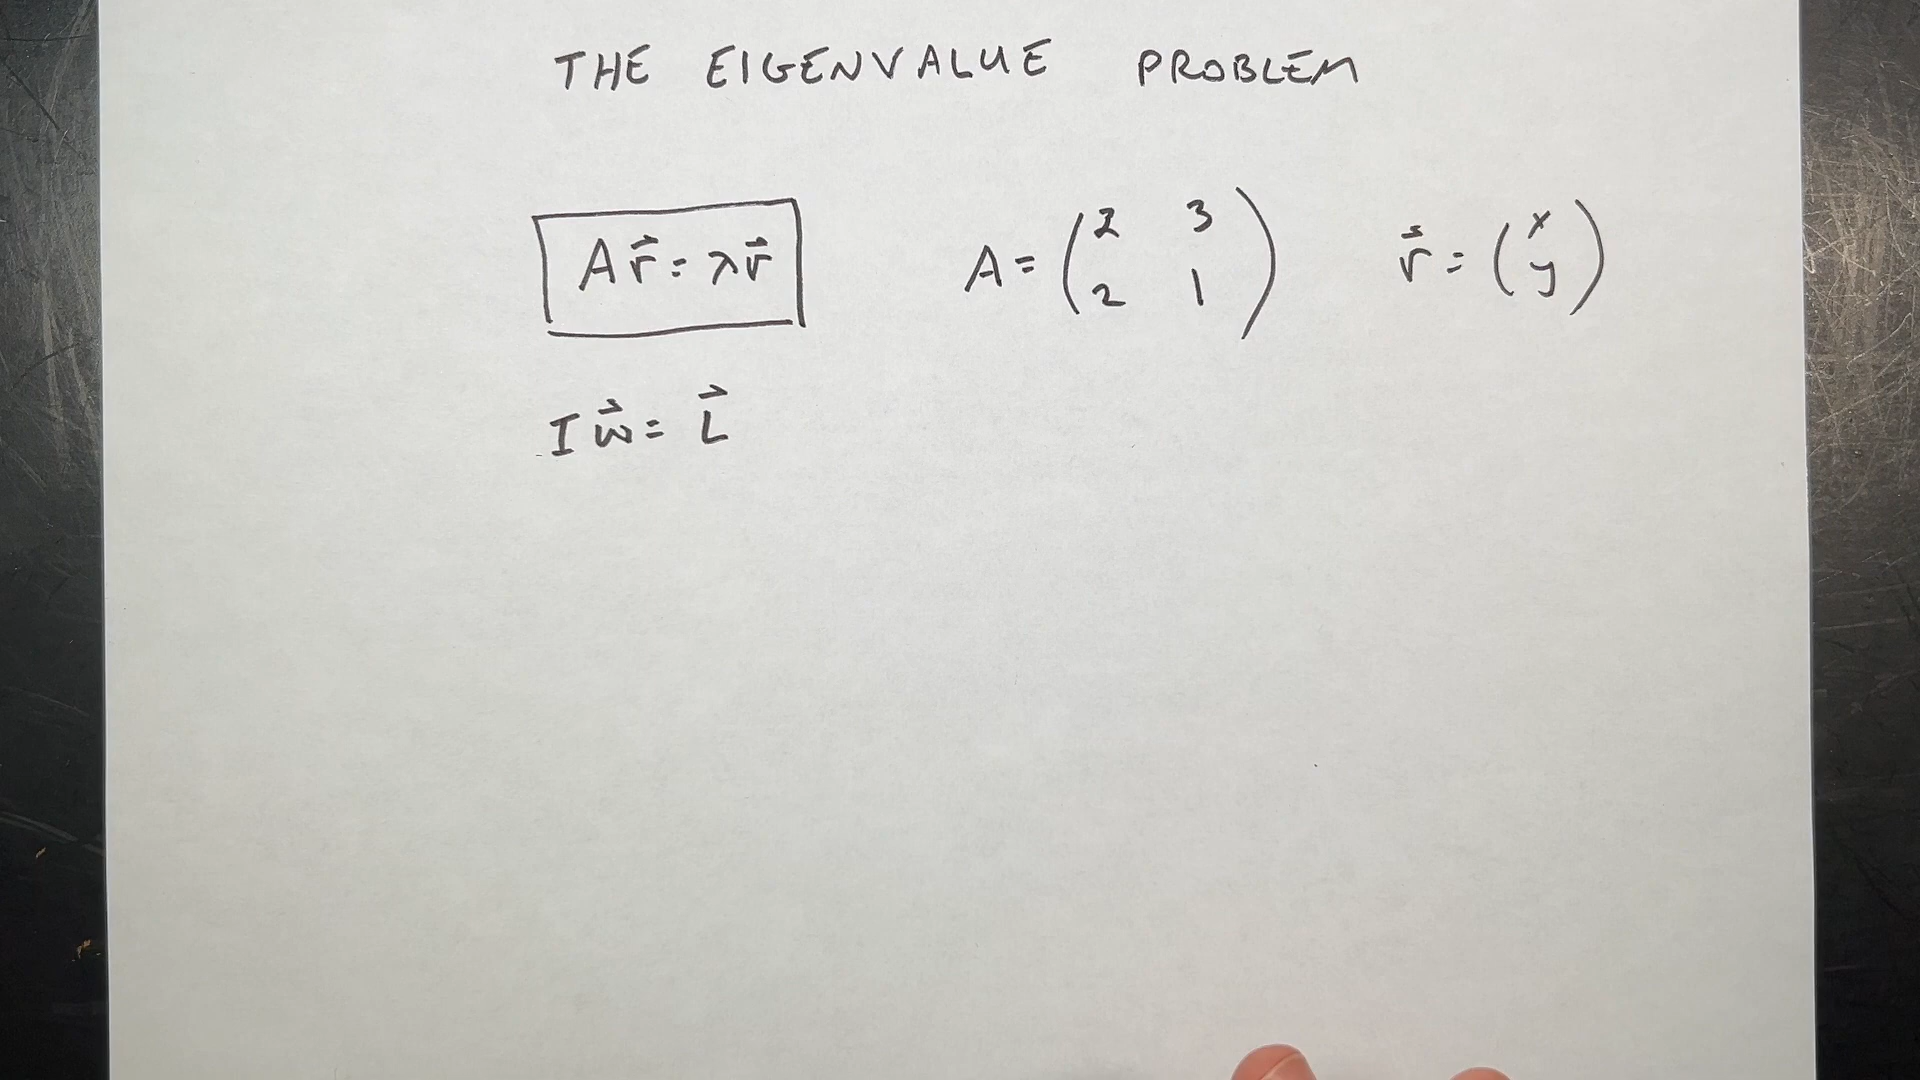 THE EIGENVALUE PROBLEM
A r⃗ = λ r⃗   A = (2 3; 2 1)   r⃗ = (x; y)
I ω⃗ = L⃗